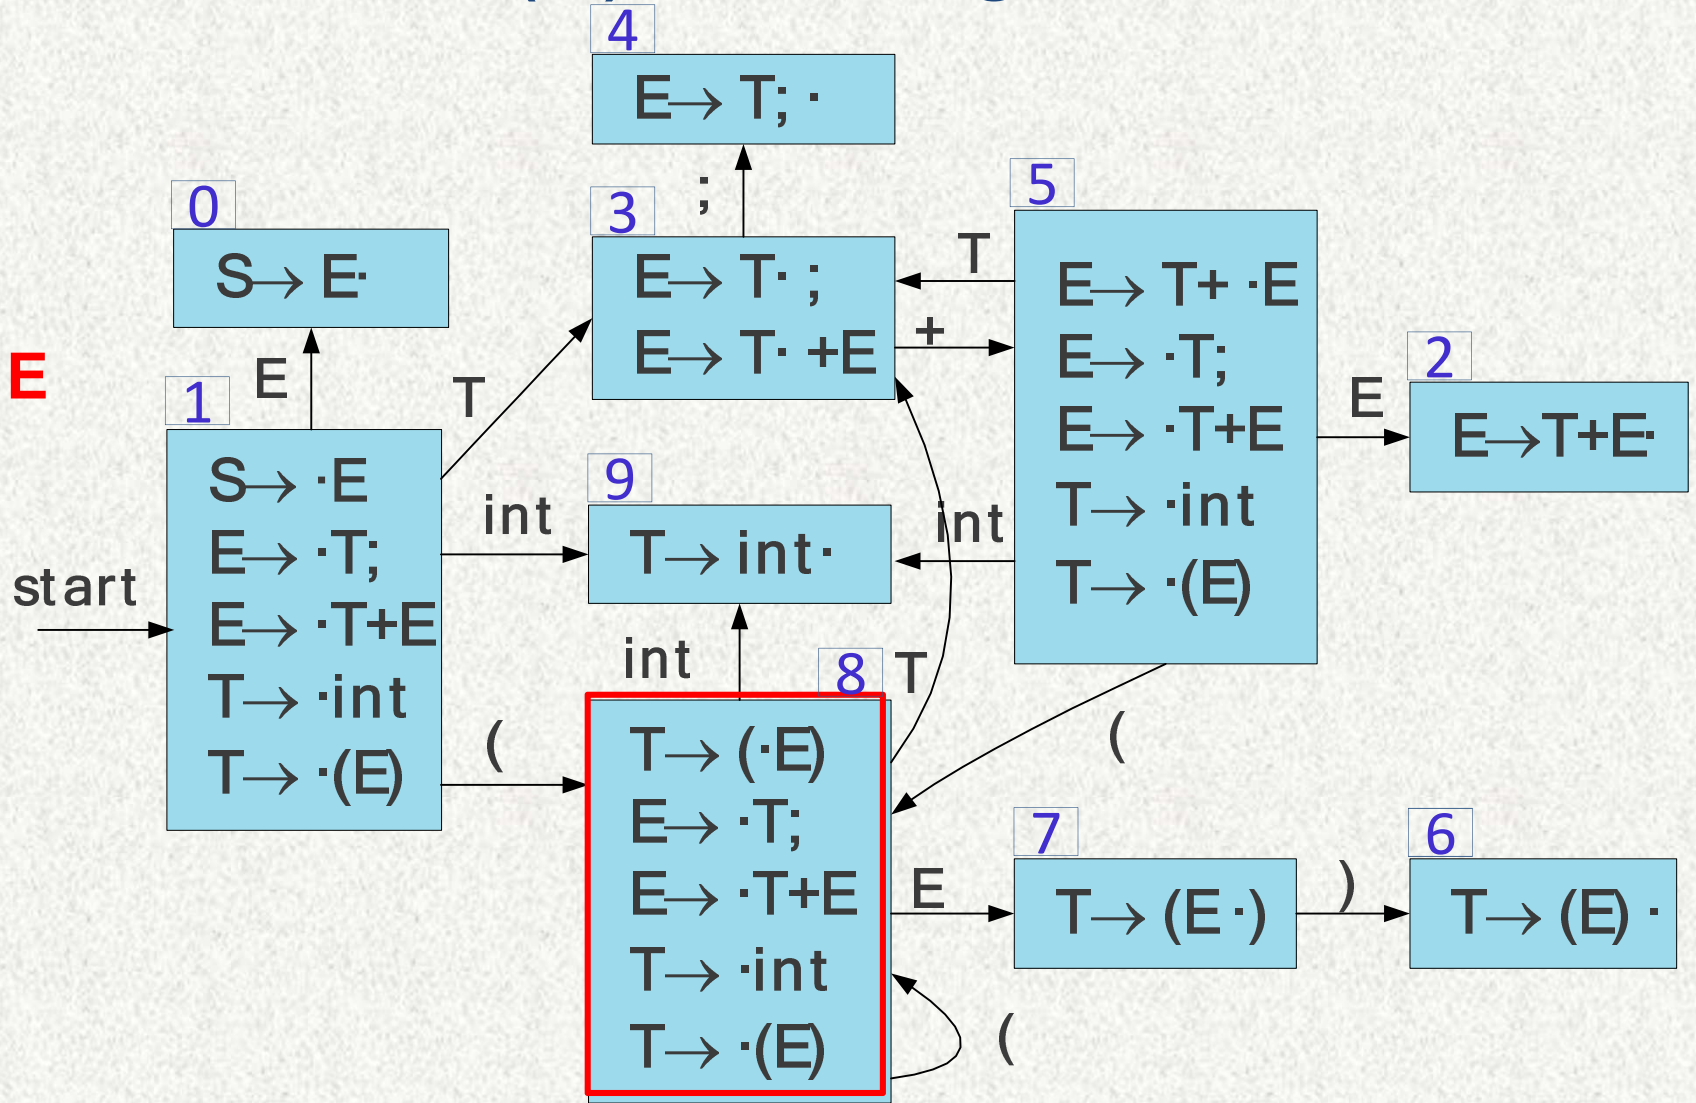 4
E→ T; ·
0
S→ E·
E
;
3
E→ T· ;
E→ T· +E
T
+
5
E→ T+ ·E
E→ ·T;
E→ ·T+E
T→ ·int
T→ ·(E)
E
2
E→T+E·
E
T
1
S→ ·E
E→ ·T;
E→ ·T+E
T→ ·int
T→ ·(E)
start
int
9
T→ int·
int
int
T
(
(
8
T→ (·E)
E→ ·T;
E→ ·T+E
T→ ·int
T→ ·(E)
E
(
7
T→ (E ·)
)
6
T→ (E) ·